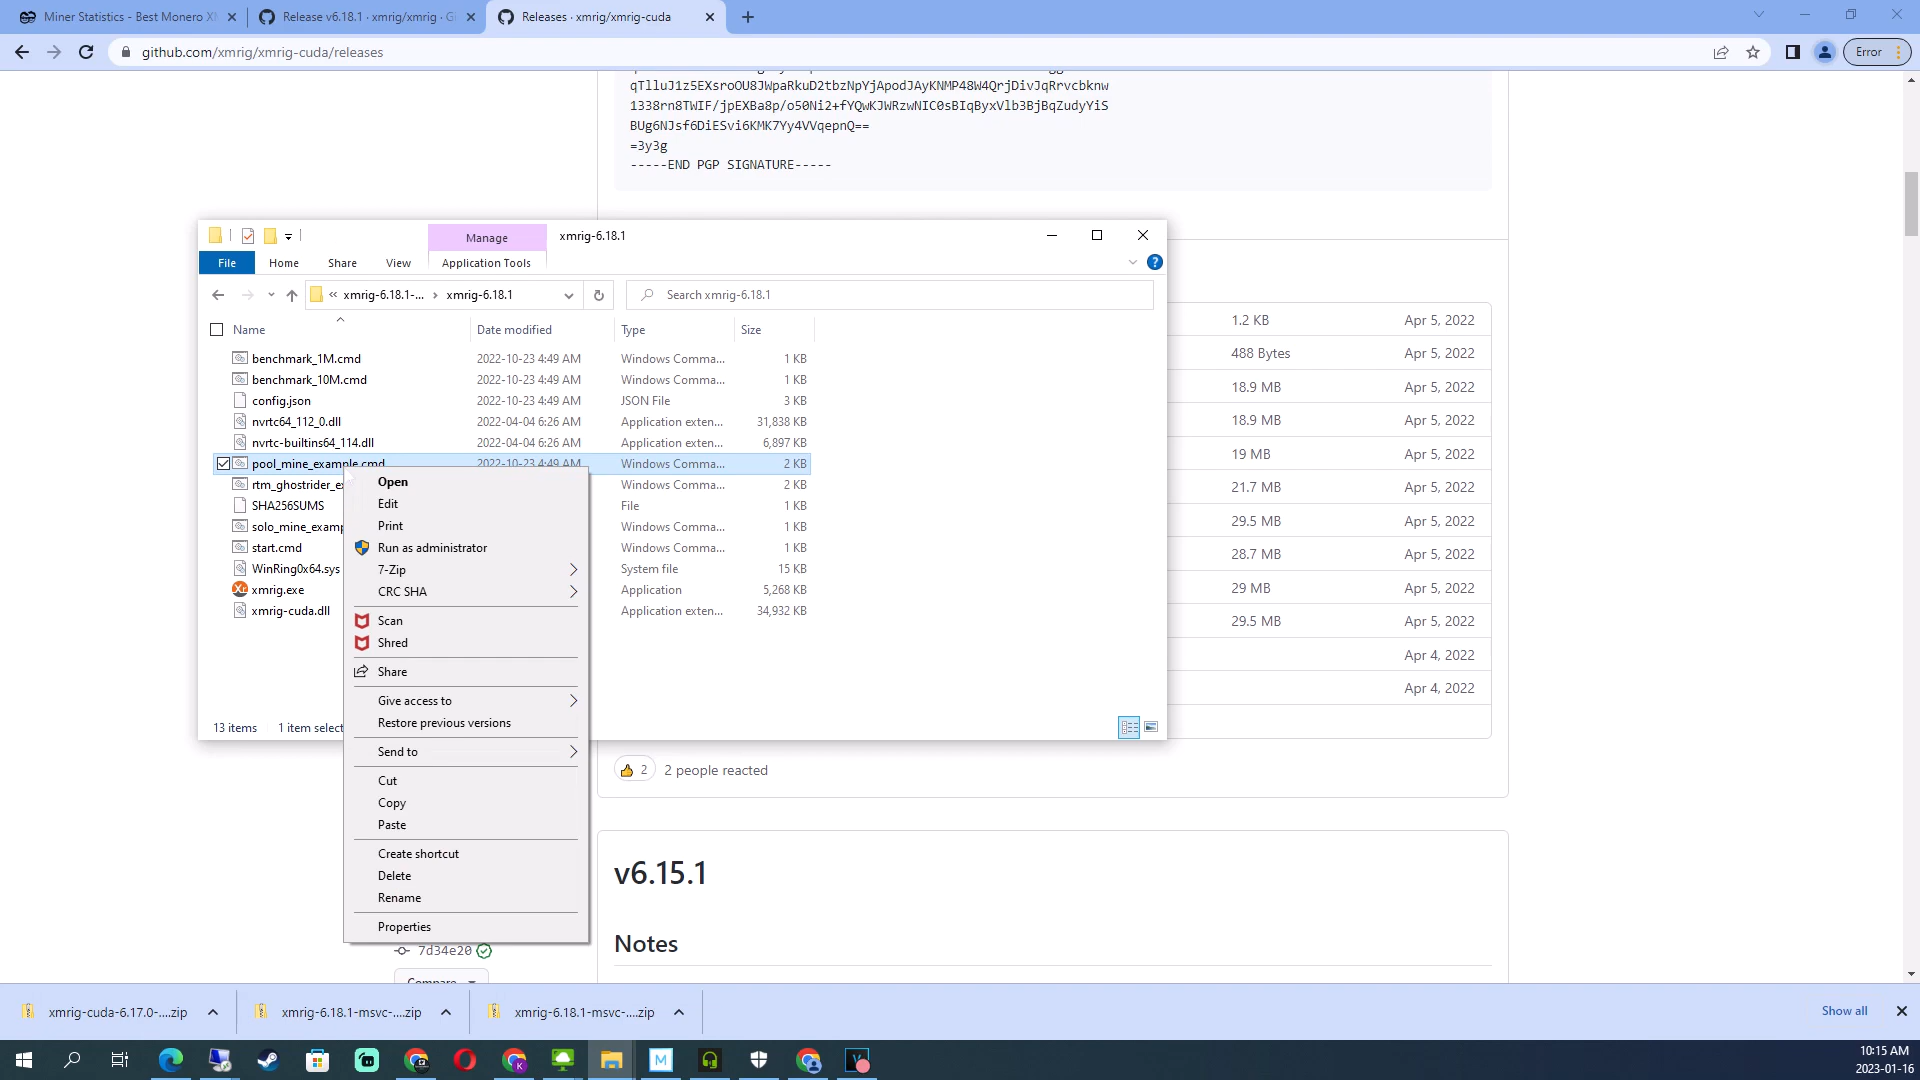 Miner Statistics - Best Monero X
Release v6.18.1 · xmrig/xmrig · G
Releases · xmrig/xmrig-cuda
github.com/xmrig/xmrig-cuda/releases
Error
qTlluJ1z5EXsroOU8JWpaRkuD2tbzNpYjApodJAyKNMP48W4QrjDivJqRrvcbknw
1338rn8TWIF/jpEXBa8p/o50Ni2+fYQwKJWRzwNIC0sBIqByxVlb3BjBqZudyYiS
BUg6NJsf6DiESvi6KMK7Yy4VVqepnQ==
=3y3g
-----END PGP SIGNATURE-----
Manage
xmrig-6.18.1
File
Home
Share
View
Application Tools
« xmrig-6.18.1-... › xmrig-6.18.1
Search xmrig-6.18.1
Name Date modified Type Size
benchmark_1M.cmd 2022-10-23 4:49 AM Windows Comma... 1 KB
benchmark_10M.cmd 2022-10-23 4:49 AM Windows Comma... 1 KB
config.json 2022-10-23 4:49 AM JSON File 3 KB
nvrtc64_112_0.dll 2022-04-04 6:26 AM Application exten... 31,838 KB
nvrtc-builtins64_114.dll 2022-04-04 6:26 AM Application exten... 6,897 KB
pool_mine_example.cmd 2022-10-23 4:49 AM Windows Comma... 2 KB
rtm_ghostrider_ex Windows Comma... 2 KB
SHA256SUMS File 1 KB
solo_mine_examp Windows Comma... 1 KB
start.cmd Windows Comma... 1 KB
WinRing0x64.sys System file 15 KB
xmrig.exe Application 5,268 KB
xmrig-cuda.dll Application exten... 34,932 KB
13 items 1 item select
Open
Edit
Print
Run as administrator
7-Zip
CRC SHA
Scan
Shred
Share
Give access to
Restore previous versions
Send to
Cut
Copy
Paste
Create shortcut
Delete
Rename
Properties
1.2 KB Apr 5, 2022
488 Bytes Apr 5, 2022
18.9 MB Apr 5, 2022
18.9 MB Apr 5, 2022
19 MB Apr 5, 2022
21.7 MB Apr 5, 2022
29.5 MB Apr 5, 2022
28.7 MB Apr 5, 2022
29 MB Apr 5, 2022
29.5 MB Apr 5, 2022
Apr 4, 2022
Apr 4, 2022
2 2 people reacted
v6.15.1
Notes
7d34e20
Compare
xmrig-cuda-6.17.0-....zip
xmrig-6.18.1-msvc-....zip
xmrig-6.18.1-msvc-....zip
Show all
10:15 AM
2023-01-16